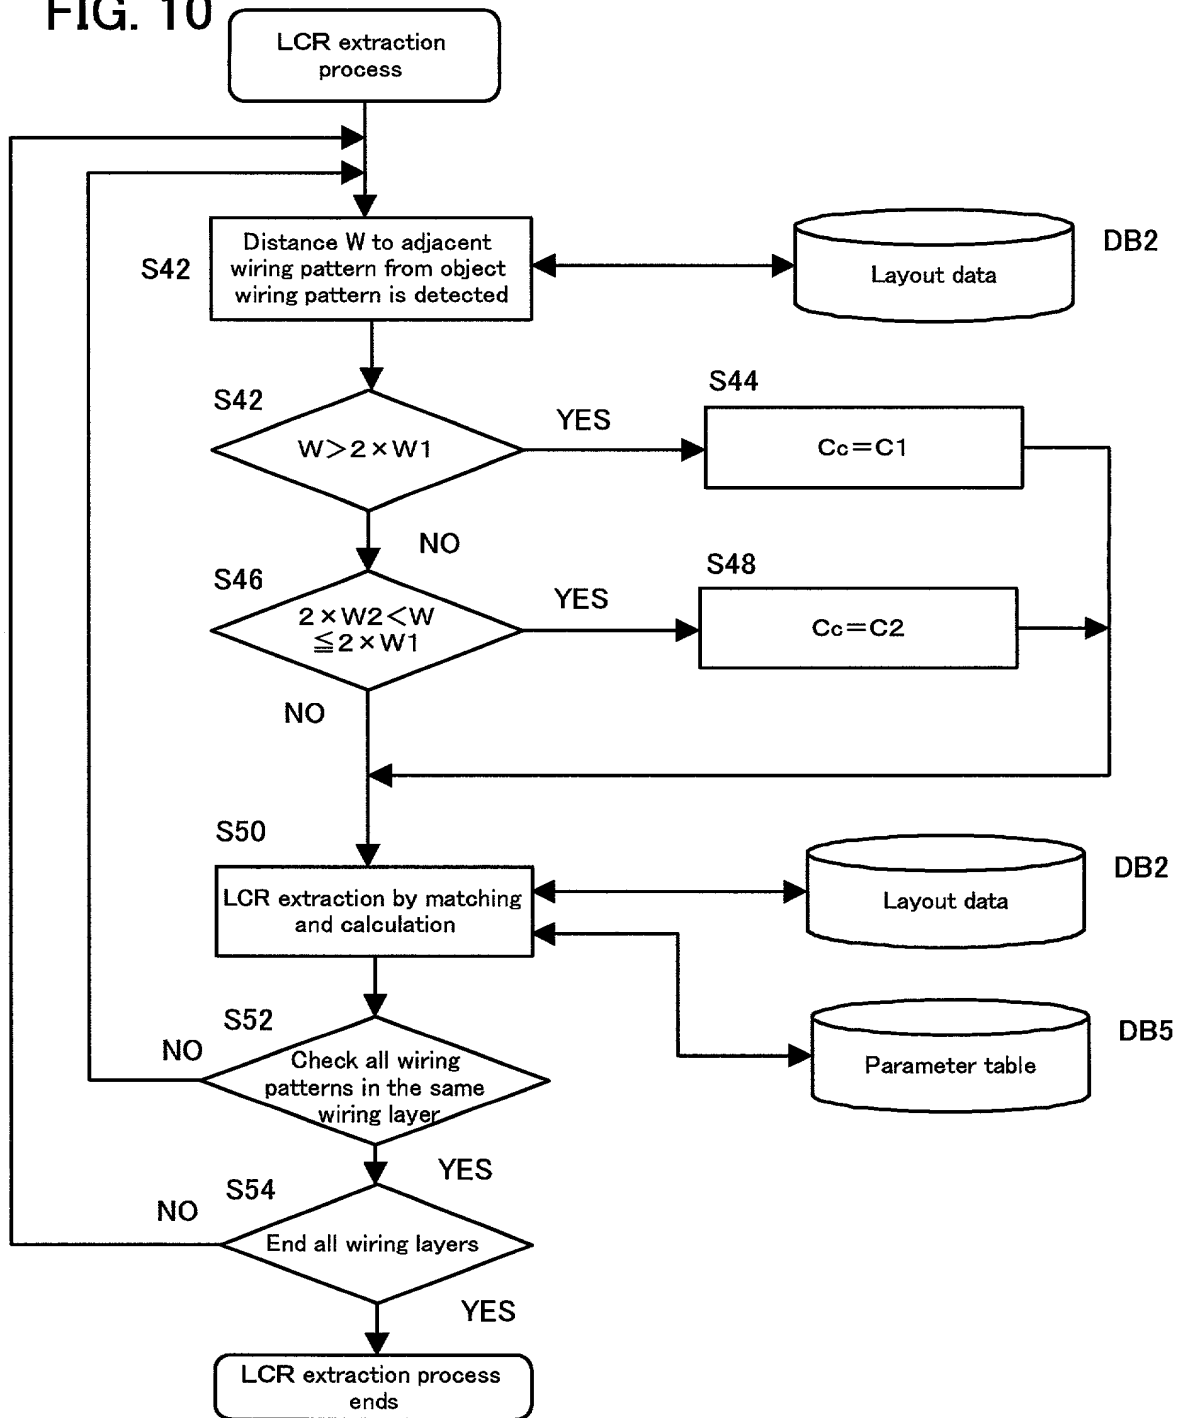 FIG. 10
LCR extraction
process
S42
Distance W to adjacent
wiring pattern from object
wiring pattern is detected
Layout data
DB2
S42
W>2×W1
YES
S44
Cc=C1
NO
S46
2×W2<W
≦2×W1
YES
S48
Cc=C2
NO
S50
LCR extraction by matching
and calculation
Layout data
DB2
Parameter table
DB5
S52
NO
Check all wiring
patterns in the same
wiring layer
YES
S54
NO
End all wiring layers
YES
LCR extraction process
ends